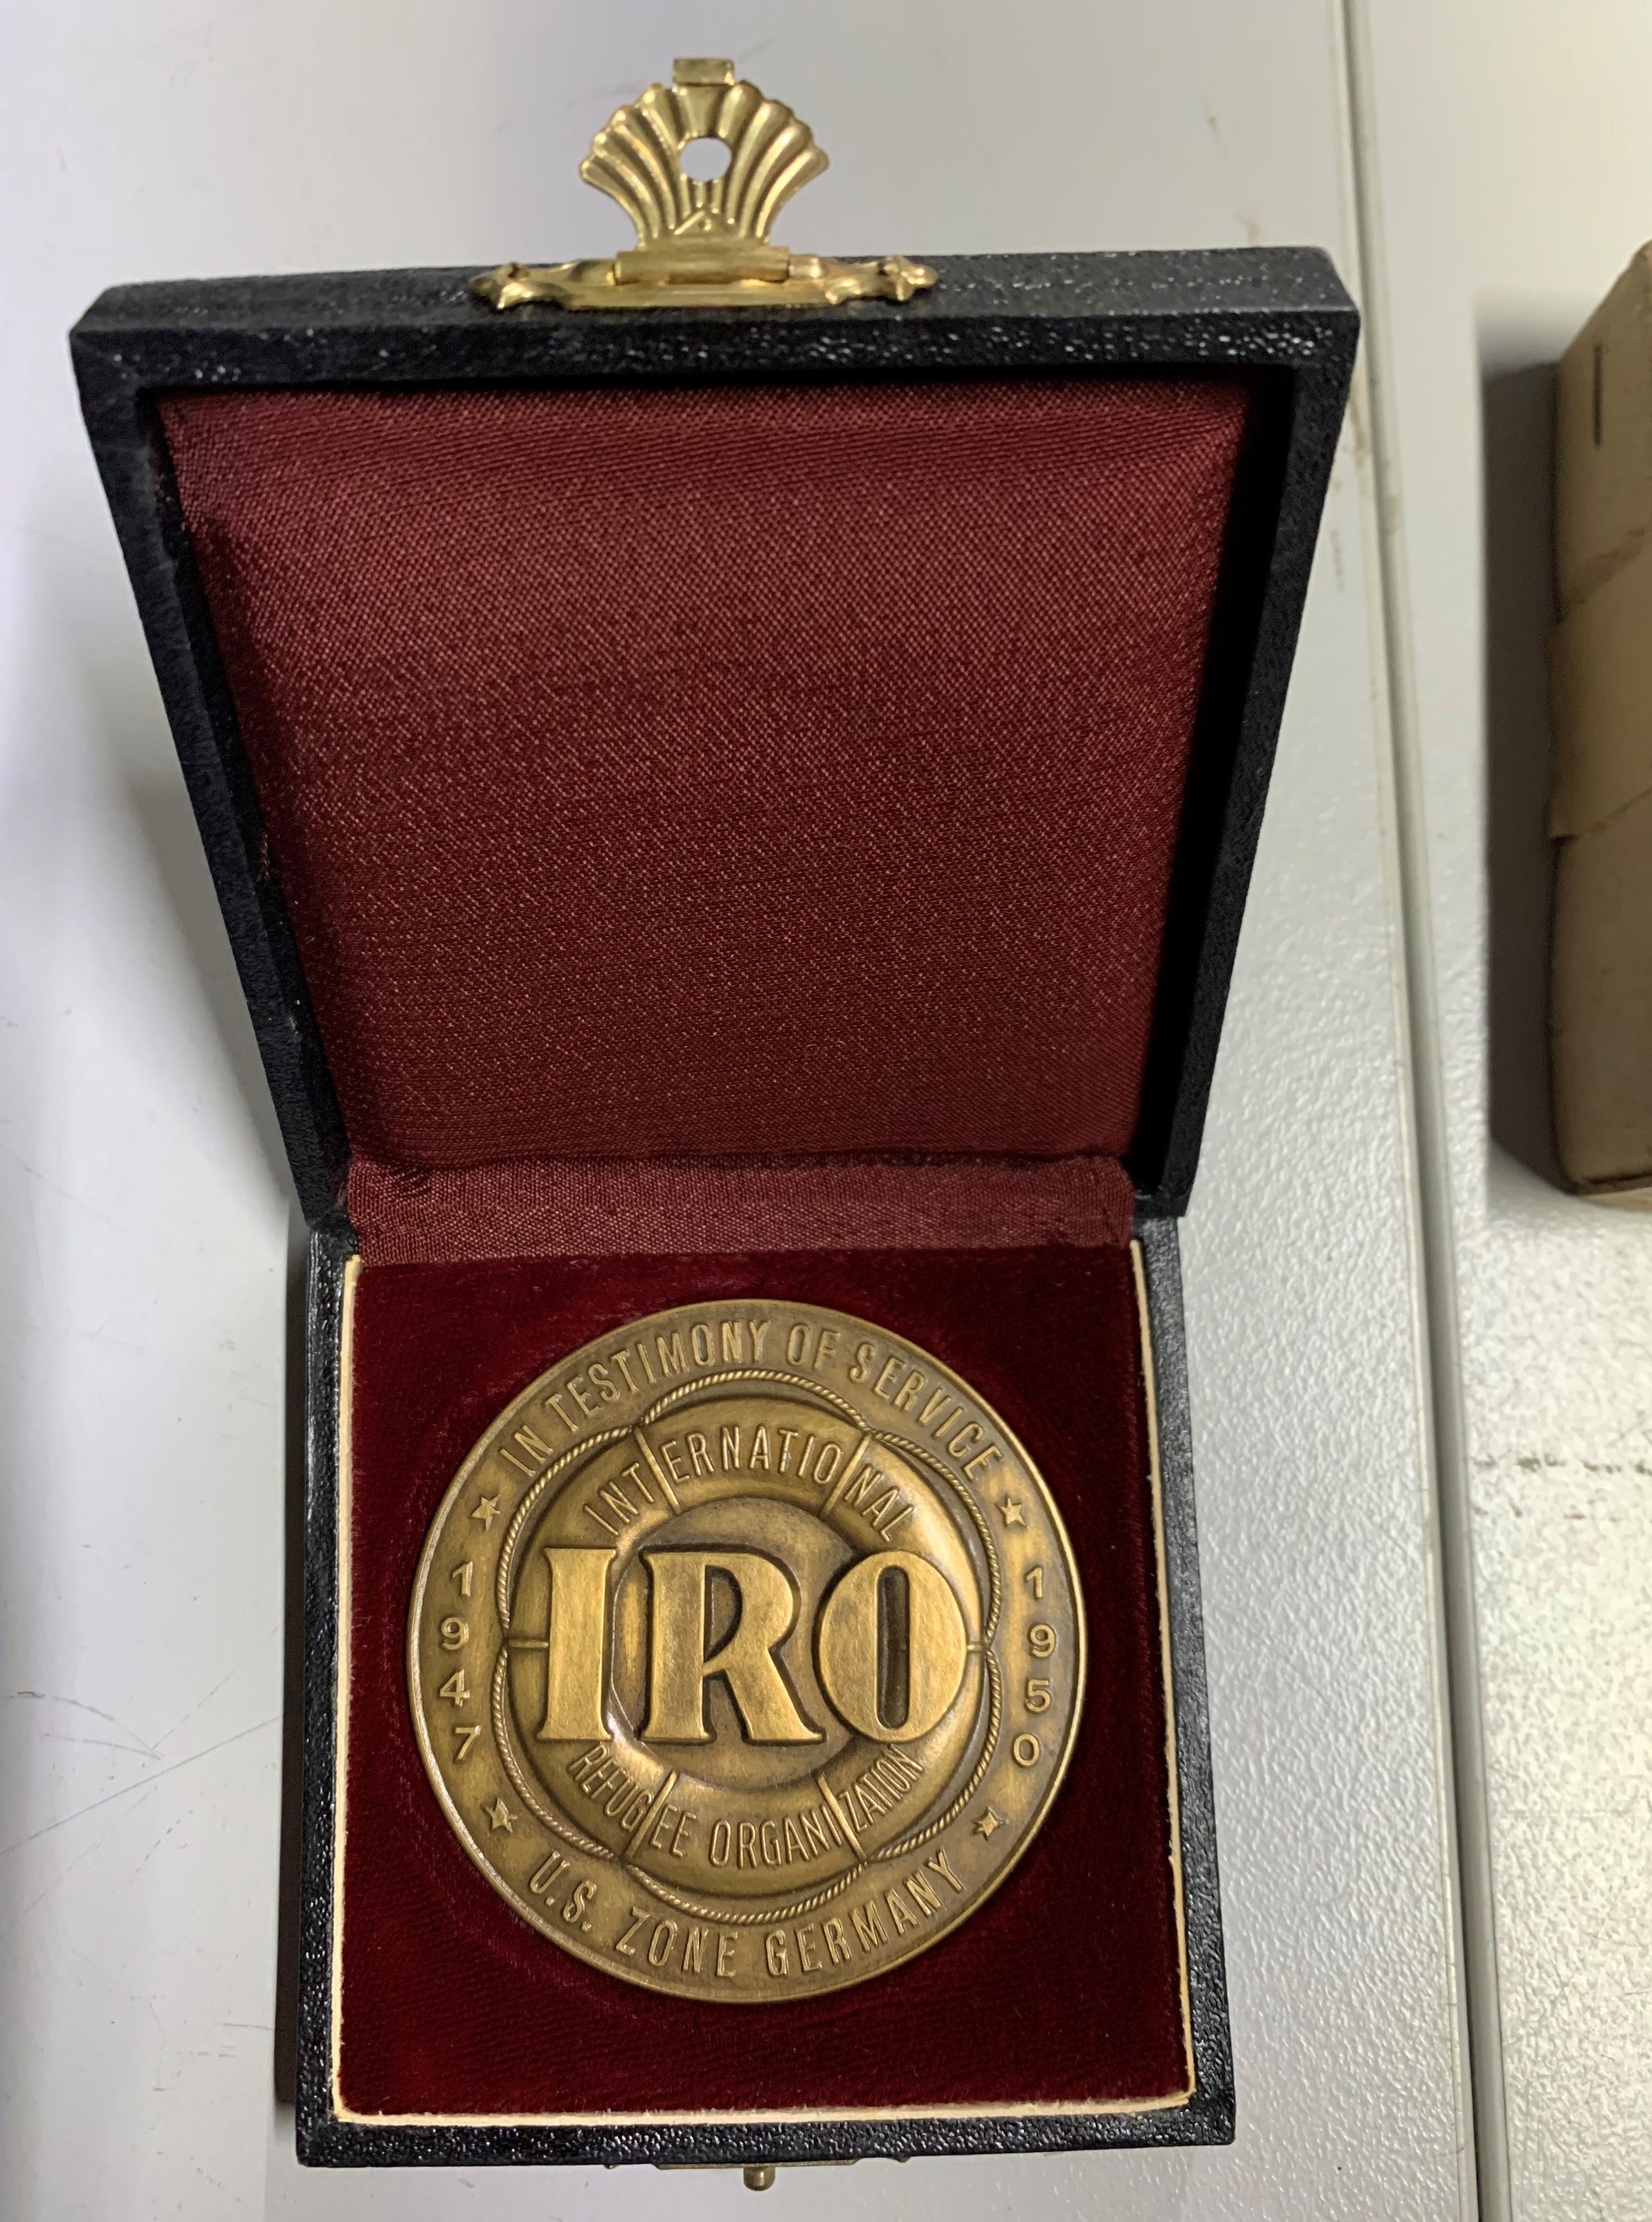 IN TESTIMONY OF SERVICE
INTERNATIONAL
IRO
REFUGEE ORGANIZATION
1947
1950
U.S. ZONE GERMANY